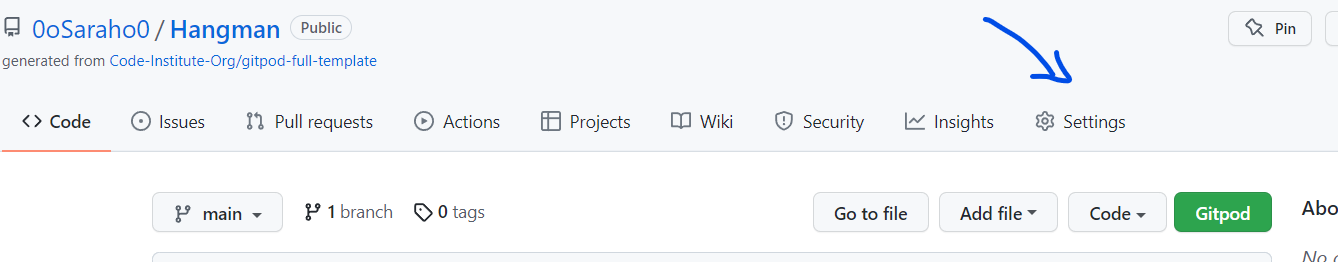 0oSaraho0 / Hangman Public Pin
generated from Code-Institute-Org/gitpod-full-template
Code Issues Pull requests Actions Projects Wiki Security Insights Settings
main 1 branch 0 tags Go to file Add file Code Gitpod Abo
No